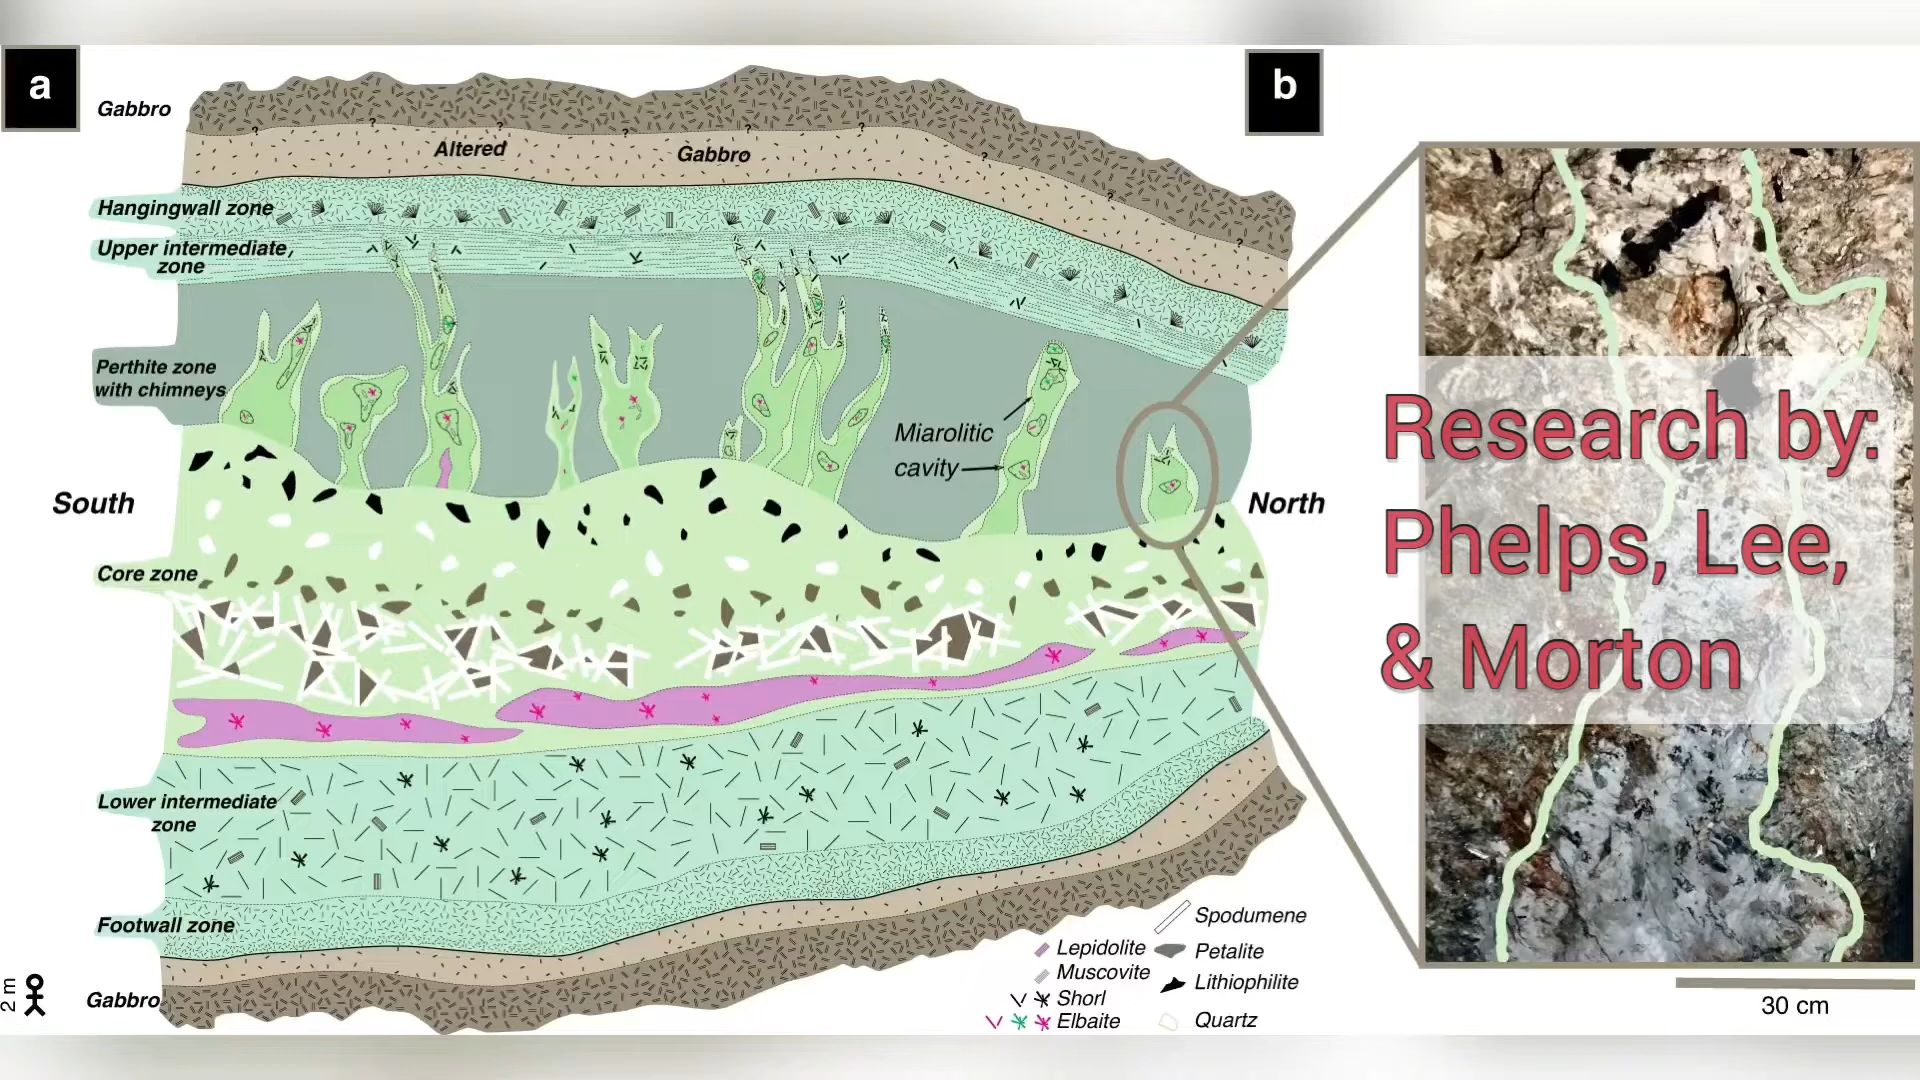 a
b
Gabbro
Altered
Gabbro
Hangingwall zone
Upper intermediate,
zone
Perthite zone
with chimneys
Miarolitic
cavity
South
North
Core zone
Lower intermediate
zone
Footwall zone
Gabbro
2 m
Spodumene
Lepidolite
Petalite
Muscovite
Lithiophilite
Shorl
Elbaite
Quartz
Research by:
Phelps, Lee,
& Morton
30 cm
? ? ? ? ? ? ? ? ?